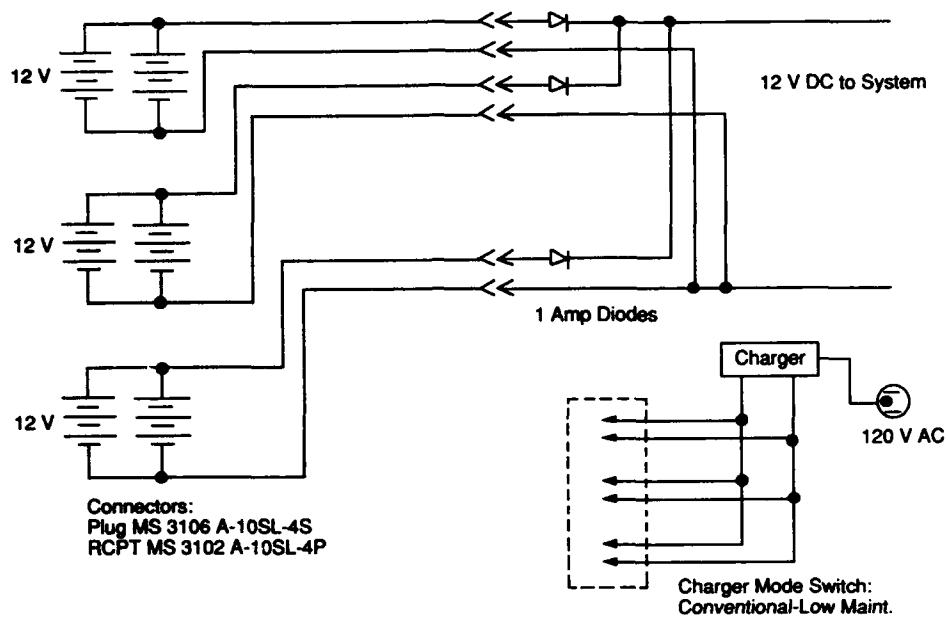 12 V
12 V DC to System
12 V
1 Amp Diodes
Charger
12 V
120 V AC
Connectors:
Plug MS 3106 A-10SL-4S
RCPT MS 3102 A-10SL-4P
Charger Mode Switch:
Conventional-Low Maint.